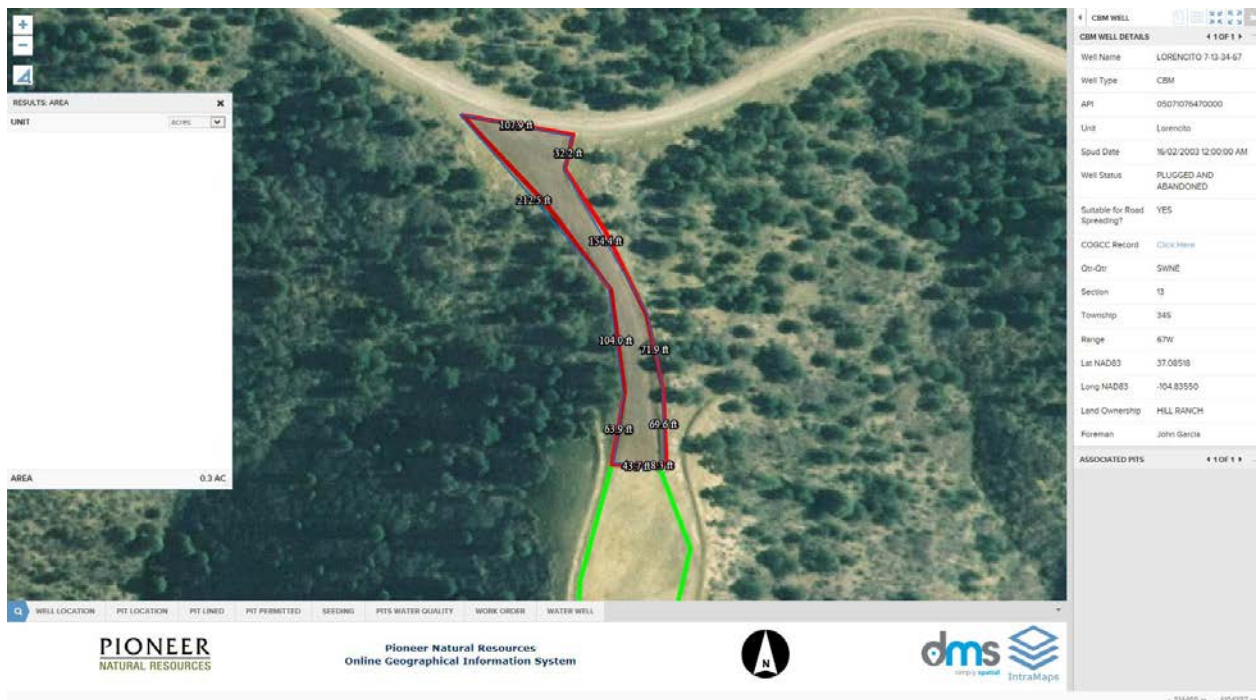 +
−
RESULTS: AREA
UNIT Acres
AREA 0.3 AC
107.9 ft
32.2 ft
212.5 ft
154.4 ft
104.0 ft
71.9 ft
63.9 ft
69.6 ft
43.7 ft 8.3 ft
CBM WELL
CBM WELL DETAILS 1 OF 1
Well Name LORENCITO 7-13-34-67
Well Type CBM
API 05071076470000
Unit Lorencito
Spud Date 16/02/2003 12:00:00 AM
Well Status PLUGGED AND
ABANDONED
Suitable for Road YES
Spreading?
COGCC Record Click Here
Qtr-Qtr SWNE
Section 13
Township 34S
Range 67W
Lat NAD83 37.08518
Long NAD83 -104.83550
Land Ownership HILL RANCH
Foreman John Garcia
ASSOCIATED PITS 1 OF 1
WELL LOCATION PIT LOCATION PIT LINED PIT PERMITTED SEEDING PITS WATER QUALITY WORK ORDER WATER WELL
PIONEER
NATURAL RESOURCES
Pioneer Natural Resources
Online Geographical Information System
N
dms
simply spatial
IntraMaps